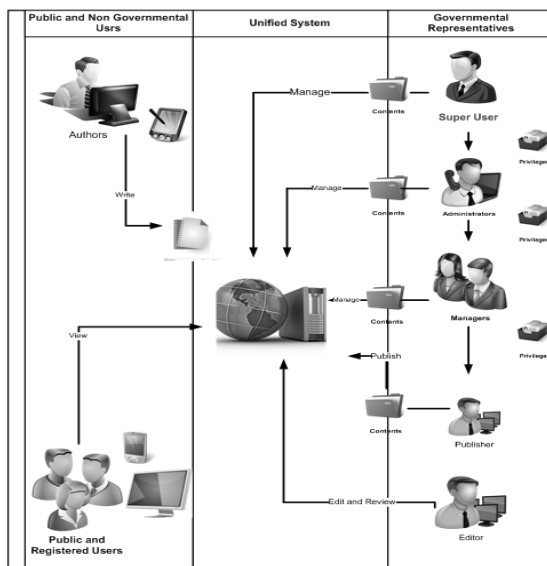 Public and Non Governmental
Usrs
Unified System
Governmental
Representatives
Manage
Contents
Super User
Authors
Privileges
Write
Manage
Contents
Administrators
Privileges
Manage
Contents
Managers
Privileges
View
Publish
Contents
Publisher
Edit and Review
Editor
Public and
Registered Users